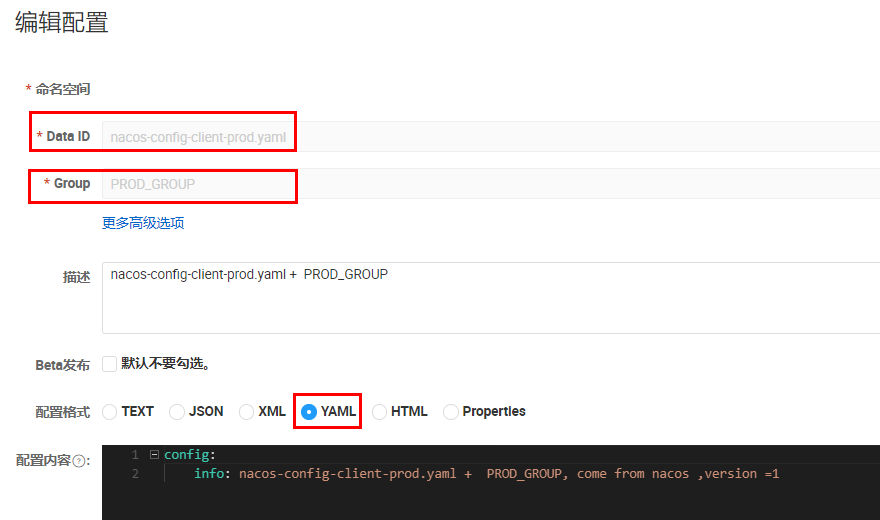 编辑配置
* 命名空间
* Data ID nacos-config-client-prod.yaml
* Group PROD_GROUP
更多高级选项
描述 nacos-config-client-prod.yaml + PROD_GROUP
Beta发布 默认不要勾选。
配置格式 TEXT JSON XML YAML HTML Properties
配置内容?: 1 config:
2 info: nacos-config-client-prod.yaml + PROD_GROUP, come from nacos ,version =1